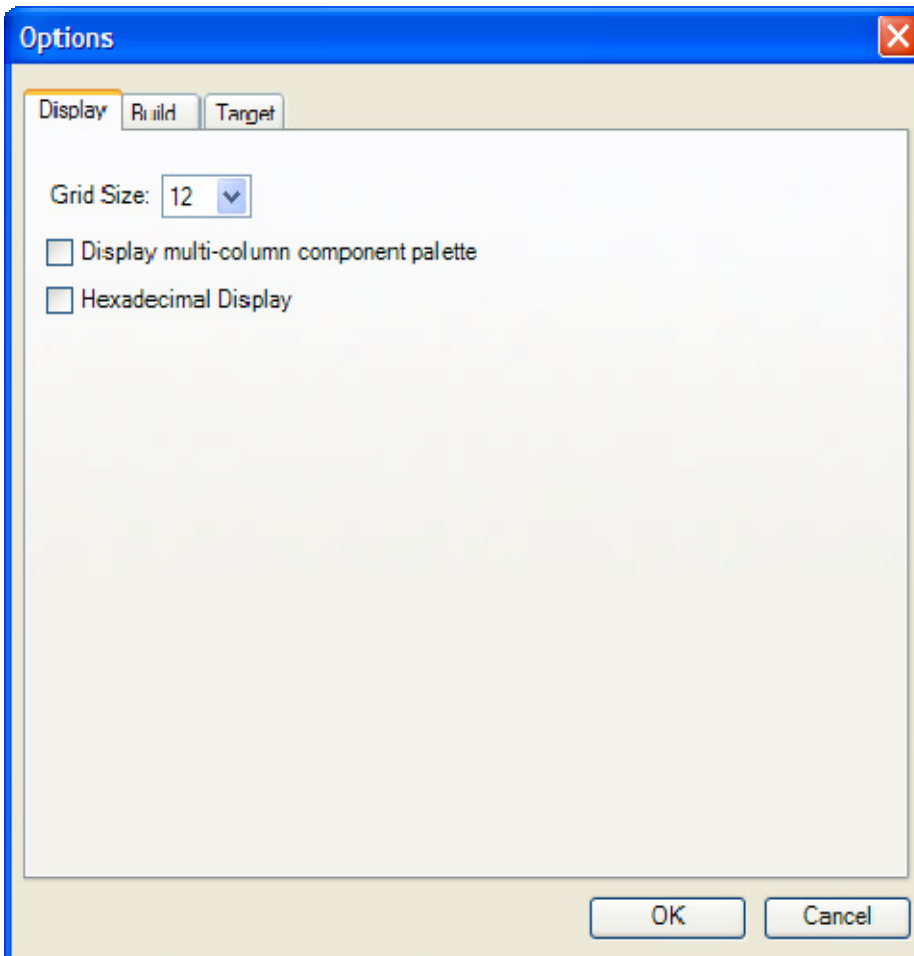 Options
Display Build Target
Grid Size: 12
Display multi-column component palette
Hexadecimal Display
OK Cancel